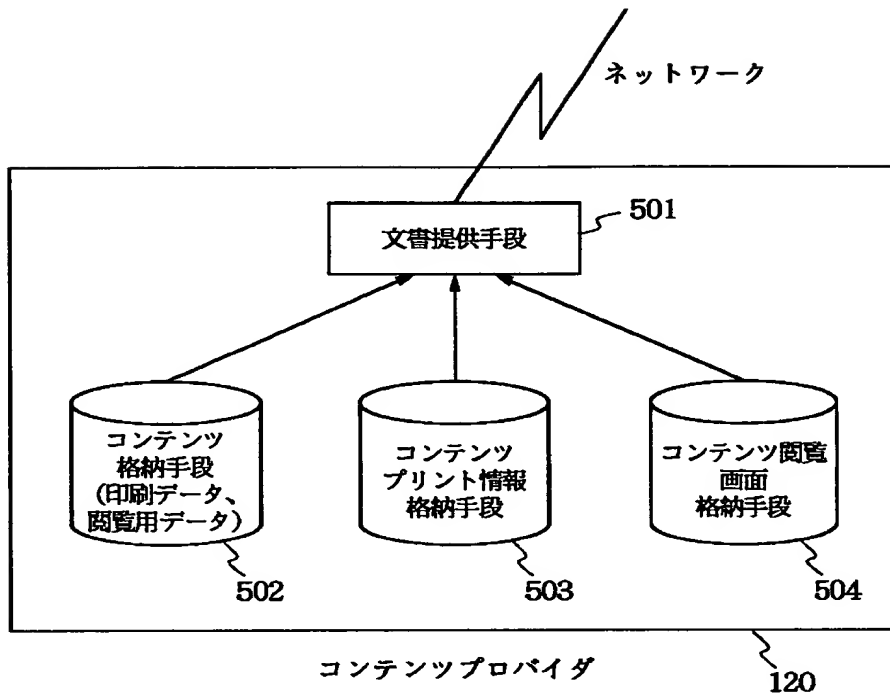 ネットワーク
文書提供手段
501
コンテンツ
格納手段
(印刷データ、
閲覧用データ)
502
コンテンツ
プリント情報
格納手段
503
コンテンツ閲覧
画面
格納手段
504
コンテンツプロバイダ
120